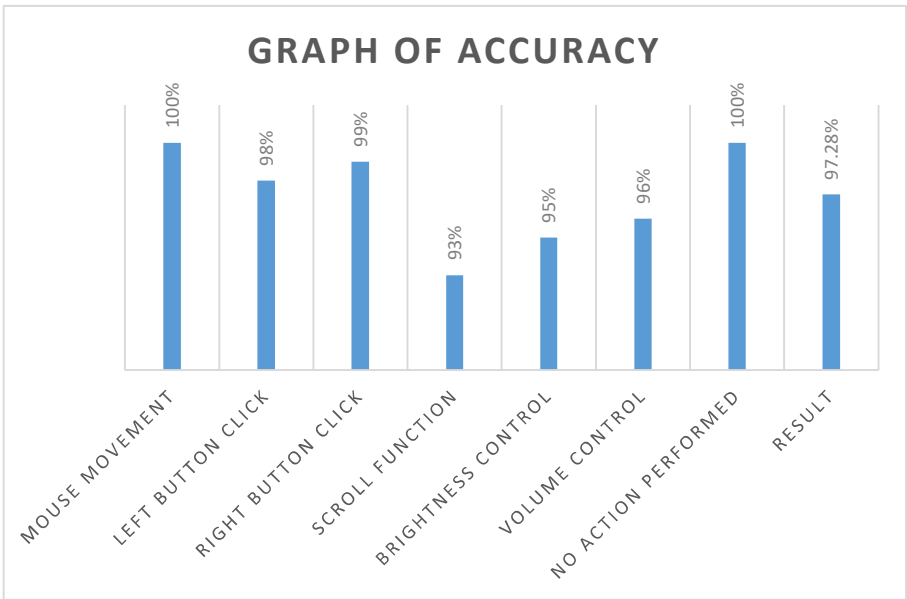 GRAPH OF ACCURACY
100%
98%
99%
93%
95%
96%
100%
97.28%
MOUSE MOVEMENT
LEFT BUTTON CLICK
RIGHT BUTTON CLICK
SCROLL FUNCTION
BRIGHTNESS CONTROL
VOLUME CONTROL
NO ACTION PERFORMED
RESULT